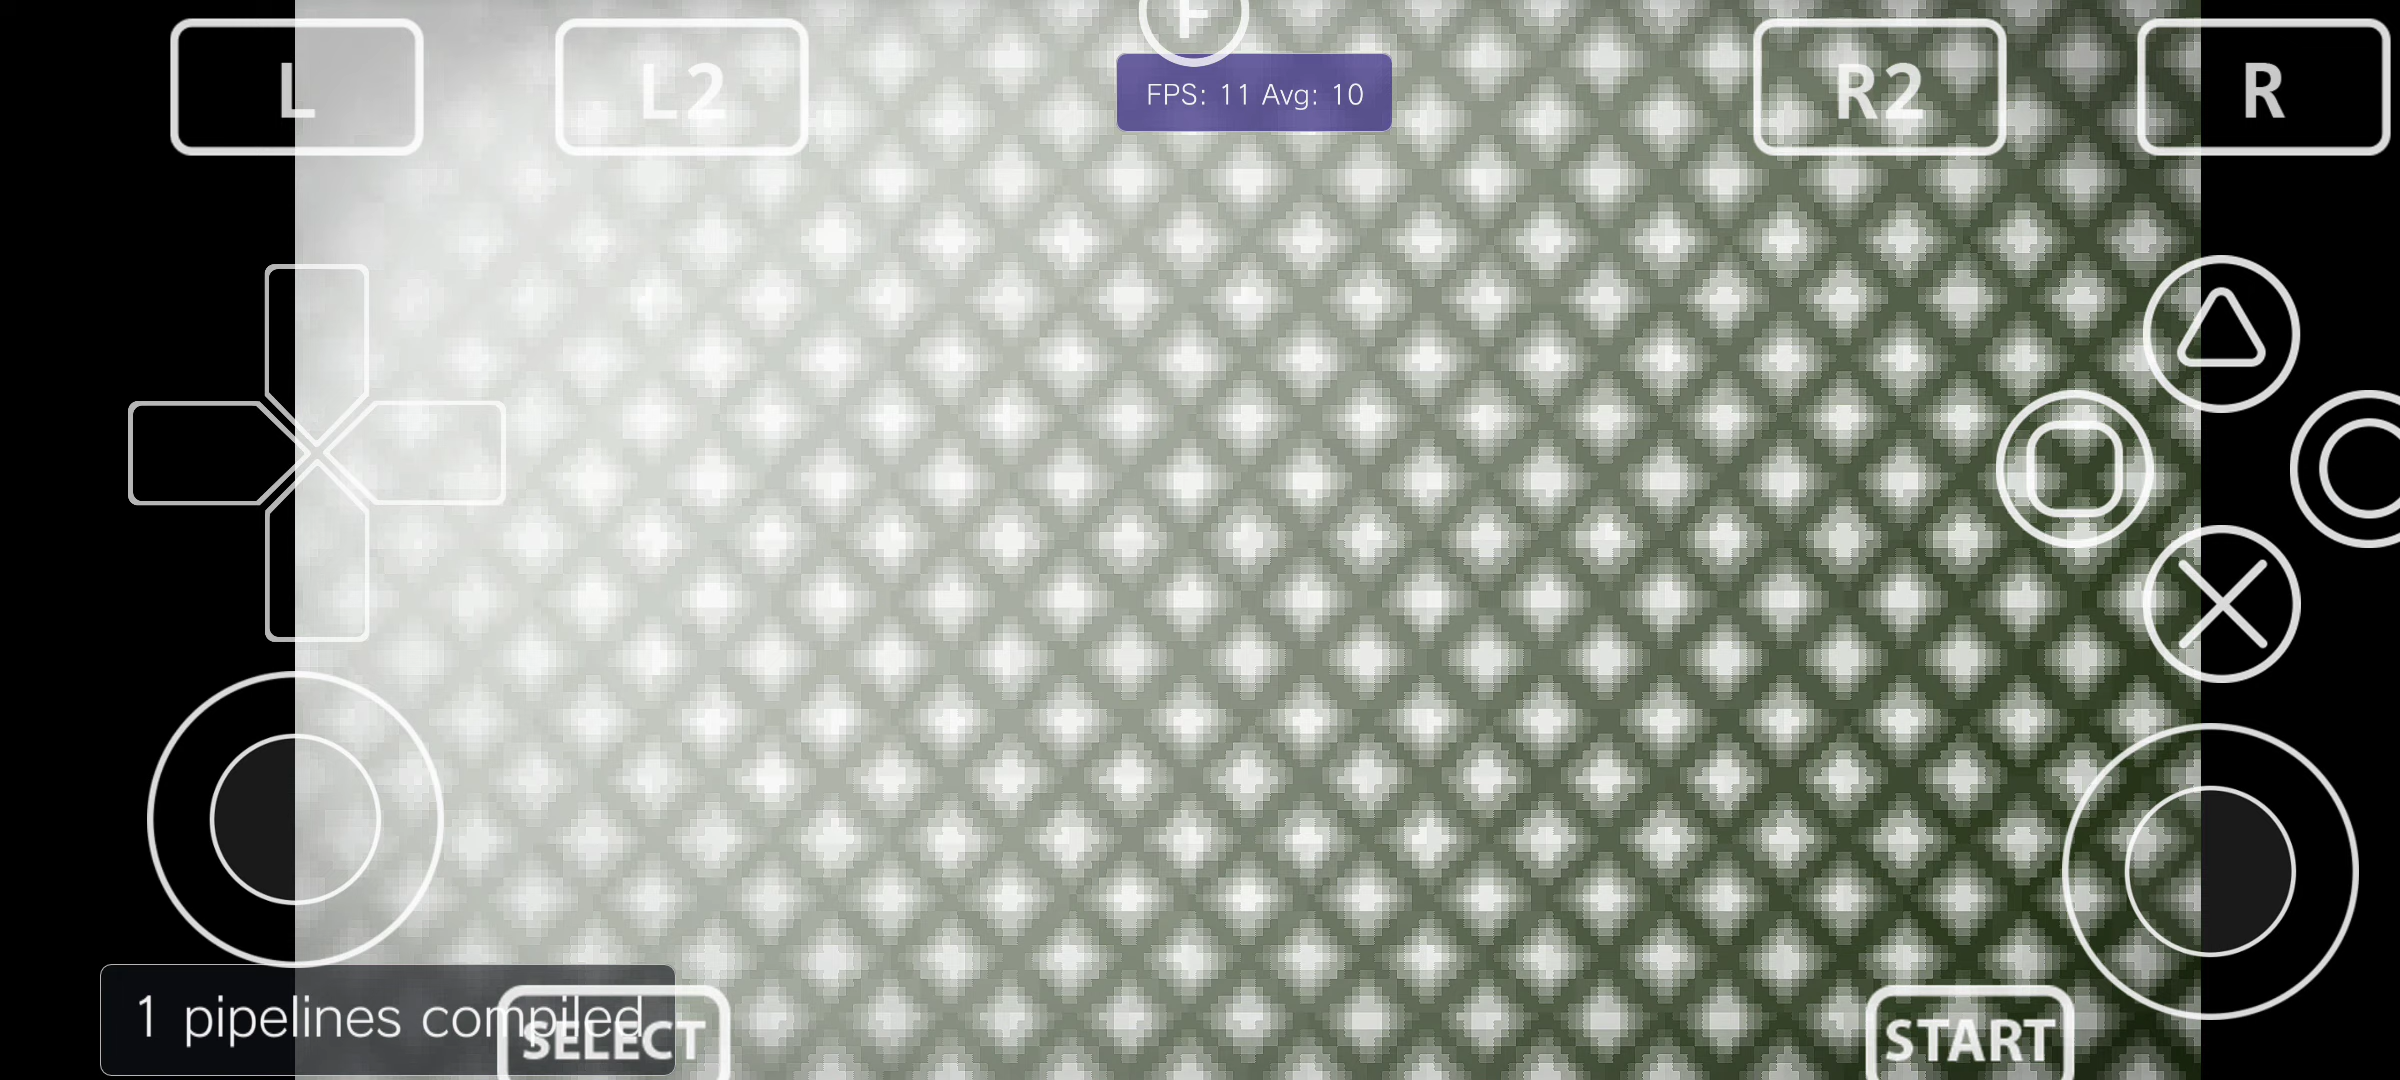 F
L
L2
FPS: 11 Avg: 10
R2
R
1 pipelines compiled
SELECT
START